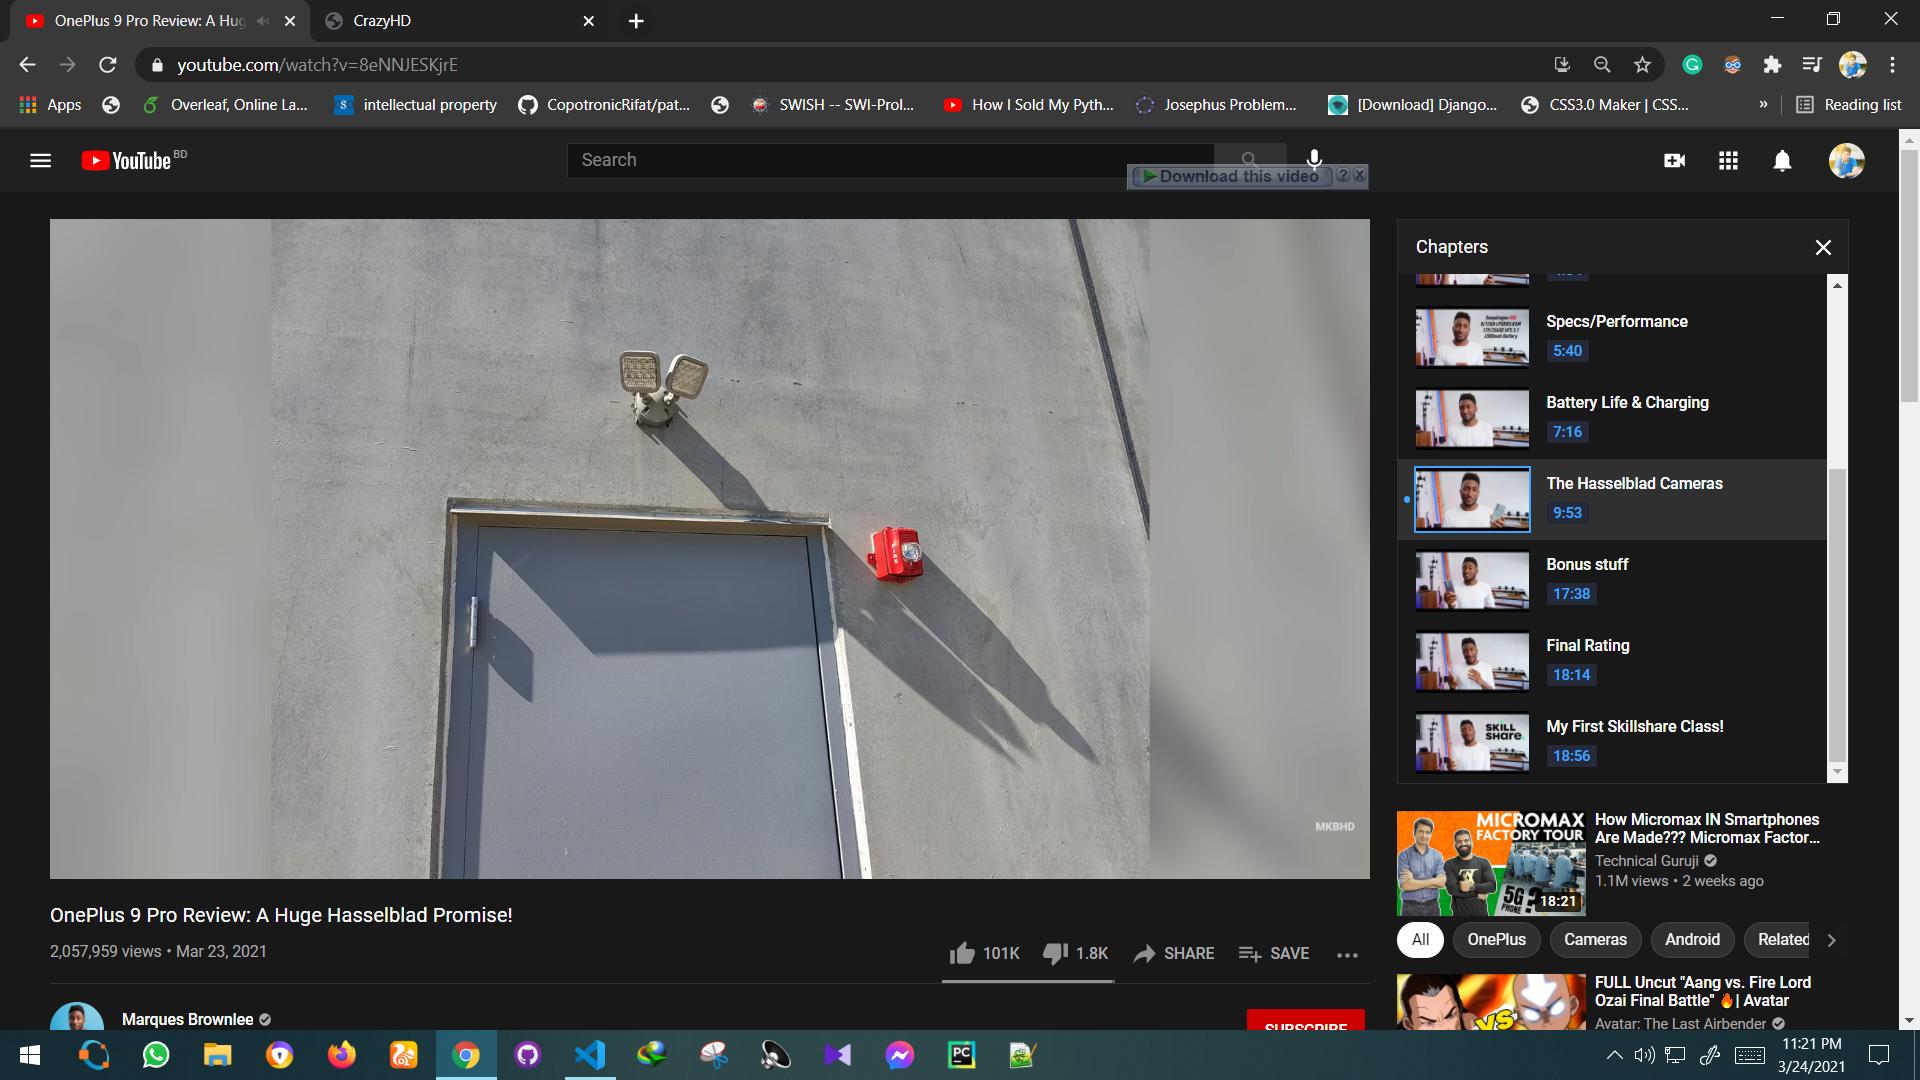 OnePlus 9 Pro Review: A Hug
CrazyHD
youtube.com/watch?v=8eNNJESKjrE
Apps
Overleaf, Online La...
intellectual property
CopotronicRifat/pat...
SWISH -- SWI-Prol...
How I Sold My Pyth...
Josephus Problem...
[Download] Django...
CSS3.0 Maker | CSS...
»
Reading list
YouTube BD
Search
Download this video
Chapters
Specs/Performance
5:40
Battery Life & Charging
7:16
The Hasselblad Cameras
9:53
Bonus stuff
17:38
Final Rating
18:14
SKILL
SHARE.
My First Skillshare Class!
18:56
MKBHD
MICROMAX
FACTORY TOUR
5G ?
PHONE
18:21
How Micromax IN Smartphones
Are Made??? Micromax Factor...
Technical Guruji
1.1M views • 2 weeks ago
OnePlus 9 Pro Review: A Huge Hasselblad Promise!
2,057,959 views • Mar 23, 2021
101K
1.8K
SHARE
SAVE
All
OnePlus
Cameras
Android
Related
VS
FULL Uncut "Aang vs. Fire Lord
Ozai Final Battle" 🔥| Avatar
Avatar: The Last Airbender
Marques Brownlee
SUBSCRIBE
PC
11:21 PM
3/24/2021